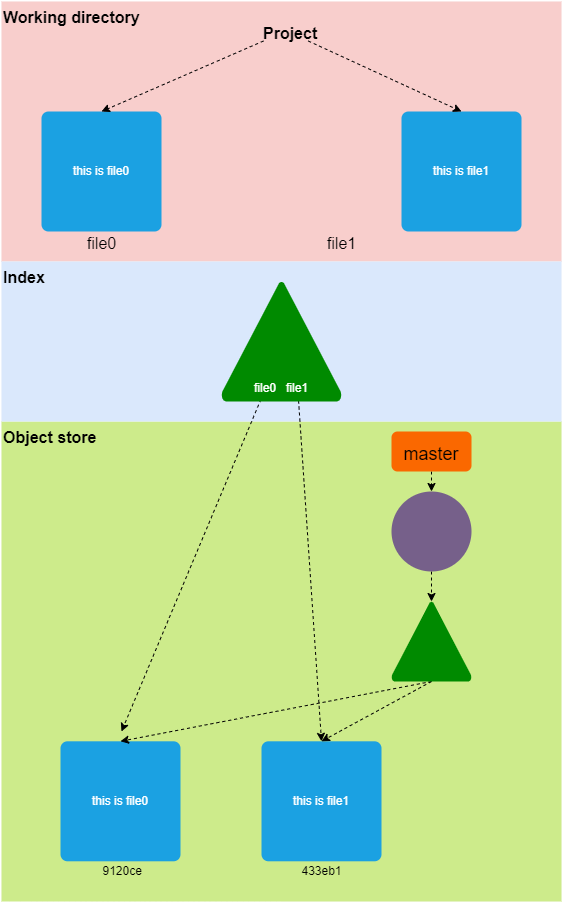 Working directory
Project
this is file0
this is file1
file0
file1
Index
file0 file1
Object store
master
this is file0
this is file1
9120ce
433eb1